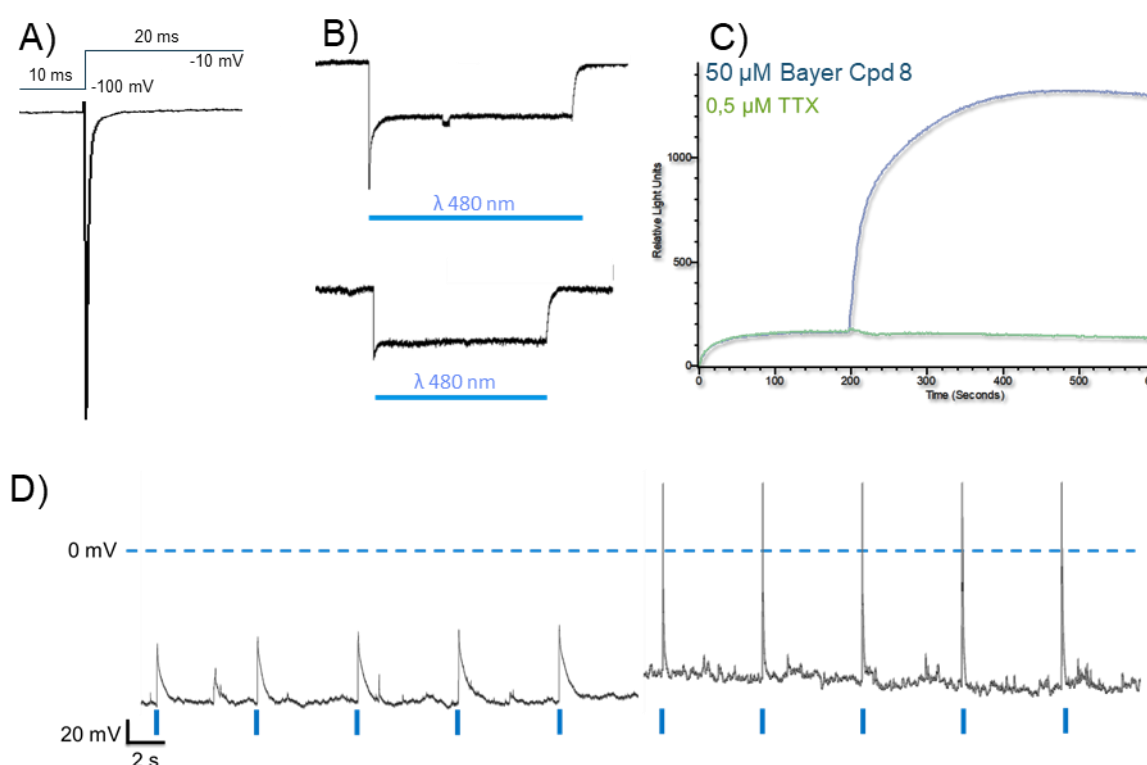 A)
20 ms
-10 mV
10 ms
-100 mV
B)
λ 480 nm
λ 480 nm
C)
50 µM Bayer Cpd 8
0,5 µM TTX
Relative Light Units
1000
500
0
0 100 200 300 400 500
Time (Seconds)
D)
0 mV
20 mV
2 s